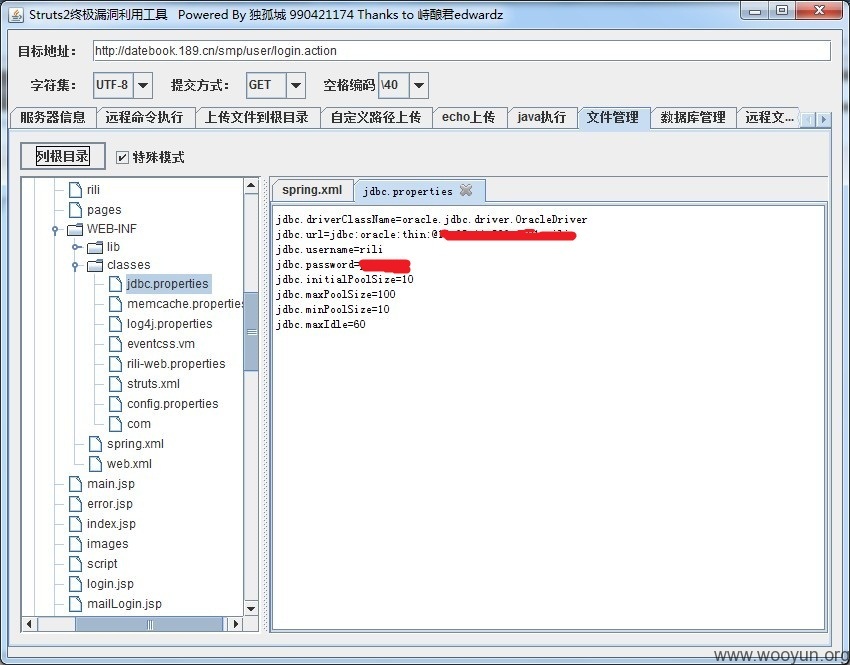 Struts2终极漏洞利用工具 Powered By 独孤城 990421174 Thanks to 峙酿君edwardz
目标地址: http://datebook.189.cn/smp/user/login.action
字符集: UTF-8 提交方式: GET 空格编码 \40
服务器信息 远程命令执行 上传文件到根目录 自定义路径上传 echo上传 java执行 文件管理 数据库管理 远程文...
列根目录 特殊模式
rili
pages
WEB-INF
lib
classes
jdbc.properties
memcache.properties
log4j.properties
eventcss.vm
rili-web.properties
struts.xml
config.properties
com
spring.xml
web.xml
main.jsp
error.jsp
index.jsp
images
script
login.jsp
mailLogin.jsp
spring.xml jdbc.properties
jdbc.driverClassName=oracle.jdbc.driver.OracleDriver
jdbc.url=jdbc:oracle:thin:@
jdbc.username=rili
jdbc.password=
jdbc.initialPoolSize=10
jdbc.maxPoolSize=100
jdbc.minPoolSize=10
jdbc.maxIdle=60
www.wooyun.org